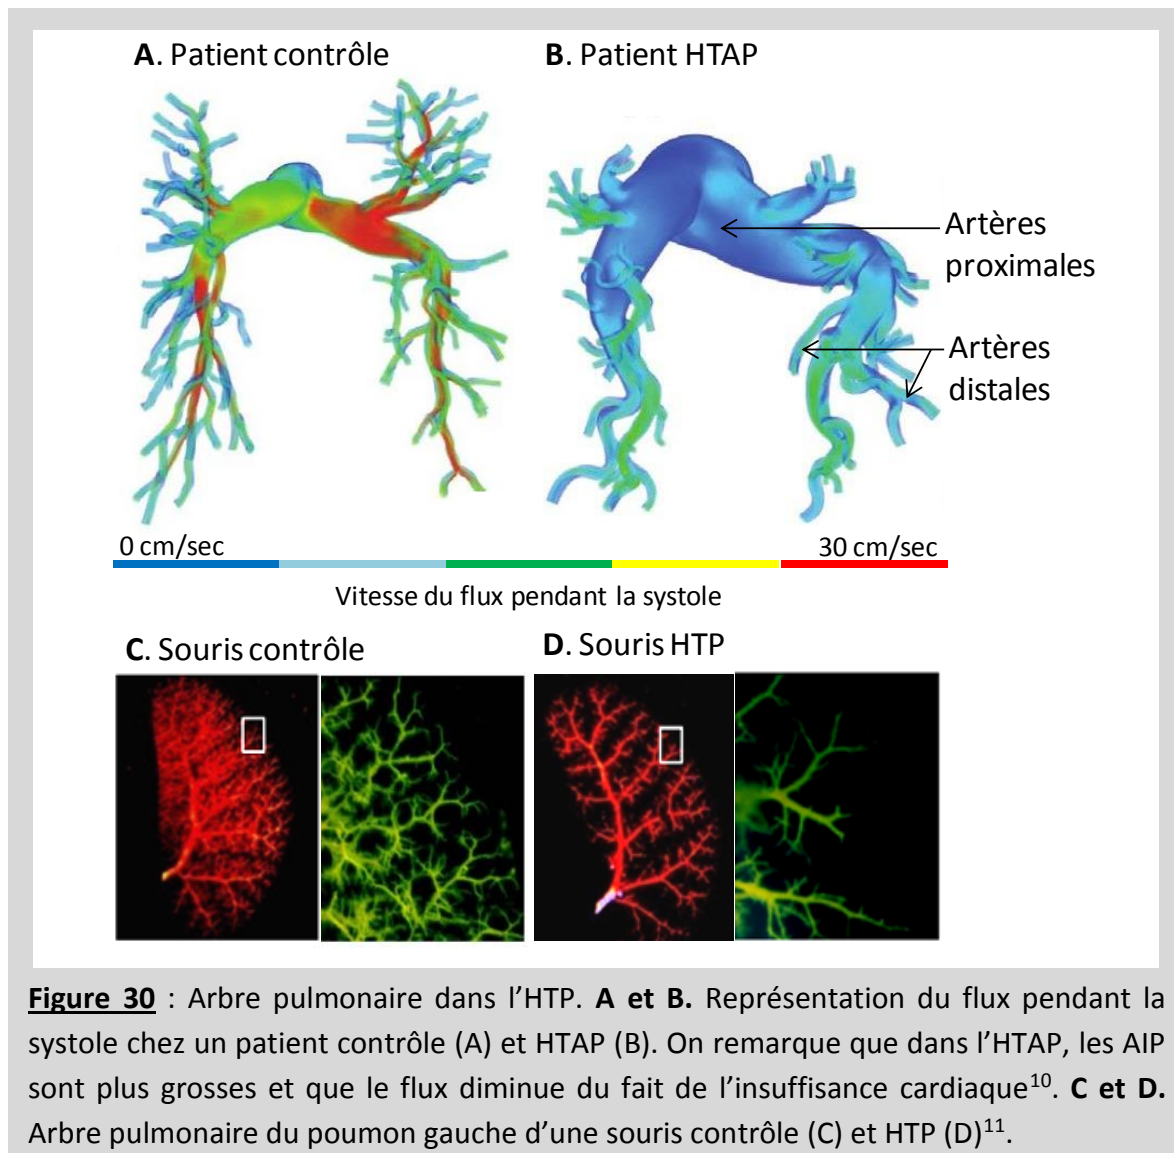 A. Patient contrôle
B. Patient HTAP
Artères
proximales
Artères
distales
0 cm/sec
30 cm/sec
Vitesse du flux pendant la systole
C. Souris contrôle
D. Souris HTP
Figure 30 : Arbre pulmonaire dans l’HTP. A et B. Représentation du flux pendant la
systole chez un patient contrôle (A) et HTAP (B). On remarque que dans l’HTAP, les AIP
sont plus grosses et que le flux diminue du fait de l’insuffisance cardiaque¹⁰. C et D.
Arbre pulmonaire du poumon gauche d’une souris contrôle (C) et HTP (D)¹¹.